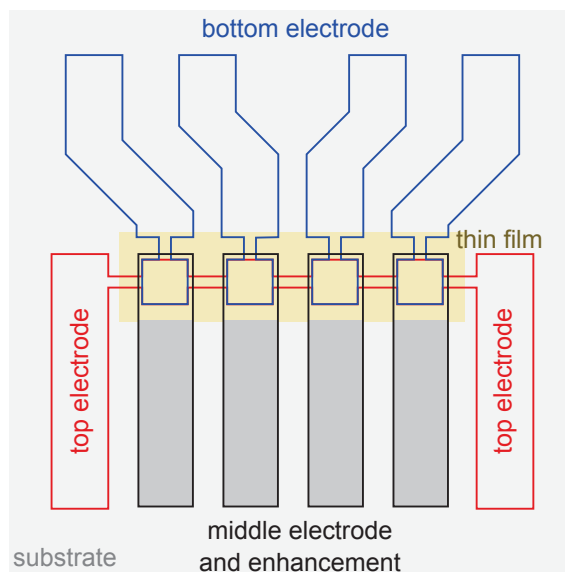 bottom electrode
thin film
top electrode
top electrode
middle electrode
and enhancement
substrate